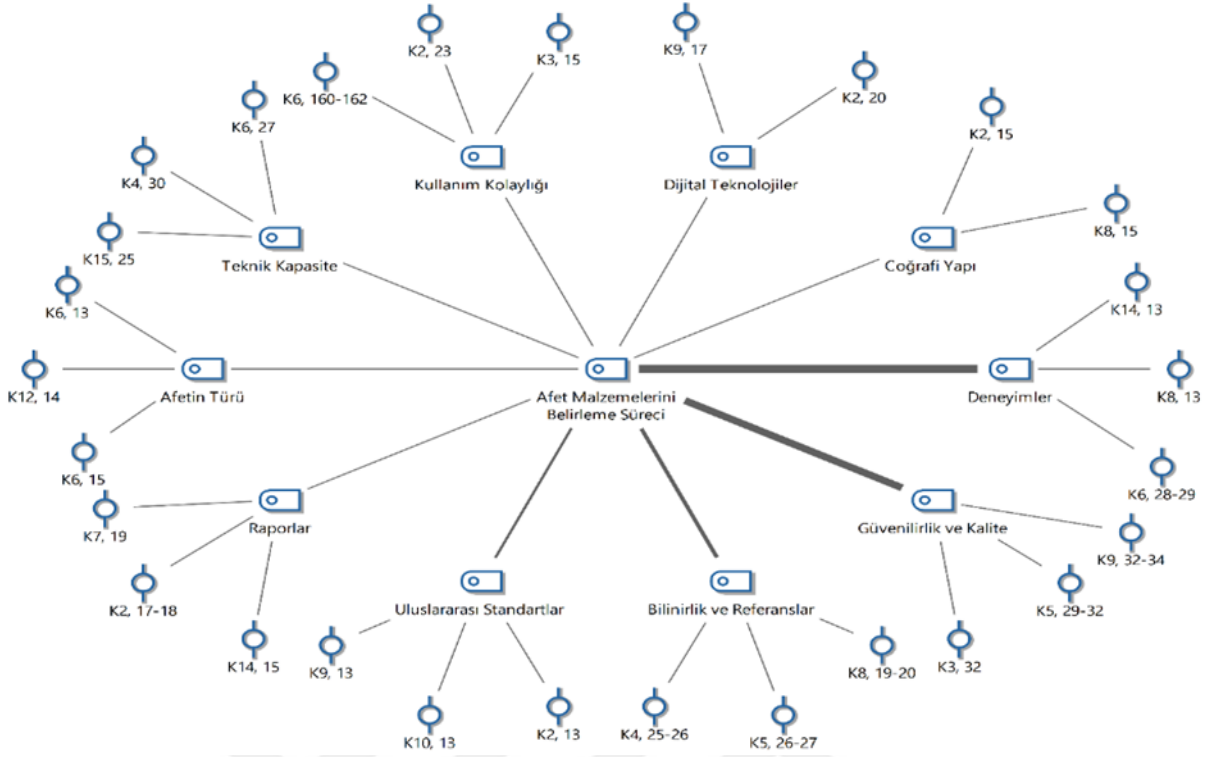 K2, 23
K3, 15
K9, 17
K2, 20
K6, 160-162
K6, 27
K2, 15
Kullanım Kolaylığı
Dijital Teknolojiler
K4, 30
K8, 15
K15, 25
Teknik Kapasite
Coğrafi Yapı
K6, 13
K14, 13
K12, 14
Afetin Türü
Afet Malzemelerini
Belirleme Süreci
Deneyimler
K8, 13
K6, 15
K6, 28-29
K7, 19
Raporlar
Güvenilirlik ve Kalite
K9, 32-34
K2, 17-18
Uluslararası Standartlar
Bilinirlik ve Referanslar
K5, 29-32
K14, 15
K9, 13
K8, 19-20
K3, 32
K10, 13
K2, 13
K4, 25-26
K5, 26-27